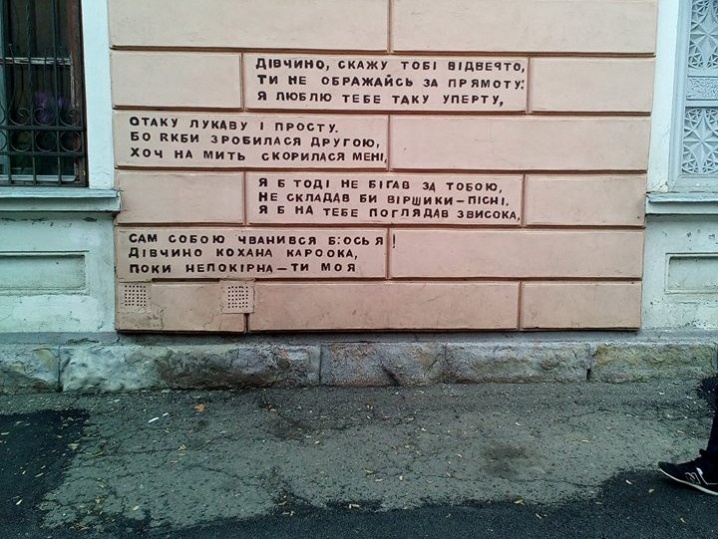 ДІВЧИНО, СКАЖУ ТОБІ ВІДВЕРТО,
ТИ НЕ ОБРАЖАЙСЬ ЗА ПРЯМОТУ:
Я ЛЮБЛЮ ТЕБЕ ТАКУ УПЕРТУ,
ОТАКУ ЛУКАВУ І ПРОСТУ.
БО ЯКБИ ЗРОБИЛАСЯ ДРУГОЮ,
ХОЧ НА МИТЬ СКОРИЛАСЯ МЕНІ,
Я Б ТОДІ НЕ БІГАВ ЗА ТОБОЮ,
НЕ СКЛАДАВ БИ ВІРШИКИ–ПІСНІ.
Я Б НА ТЕБЕ ПОГЛЯДАВ ЗВИСОКА,
САМ СОБОЮ ЧВАНИВСЯ Б:ОСЬ Я !
ДІВЧИНО КОХАНА КАРООКА,
ПОКИ НЕПОКІРНА – ТИ МОЯ